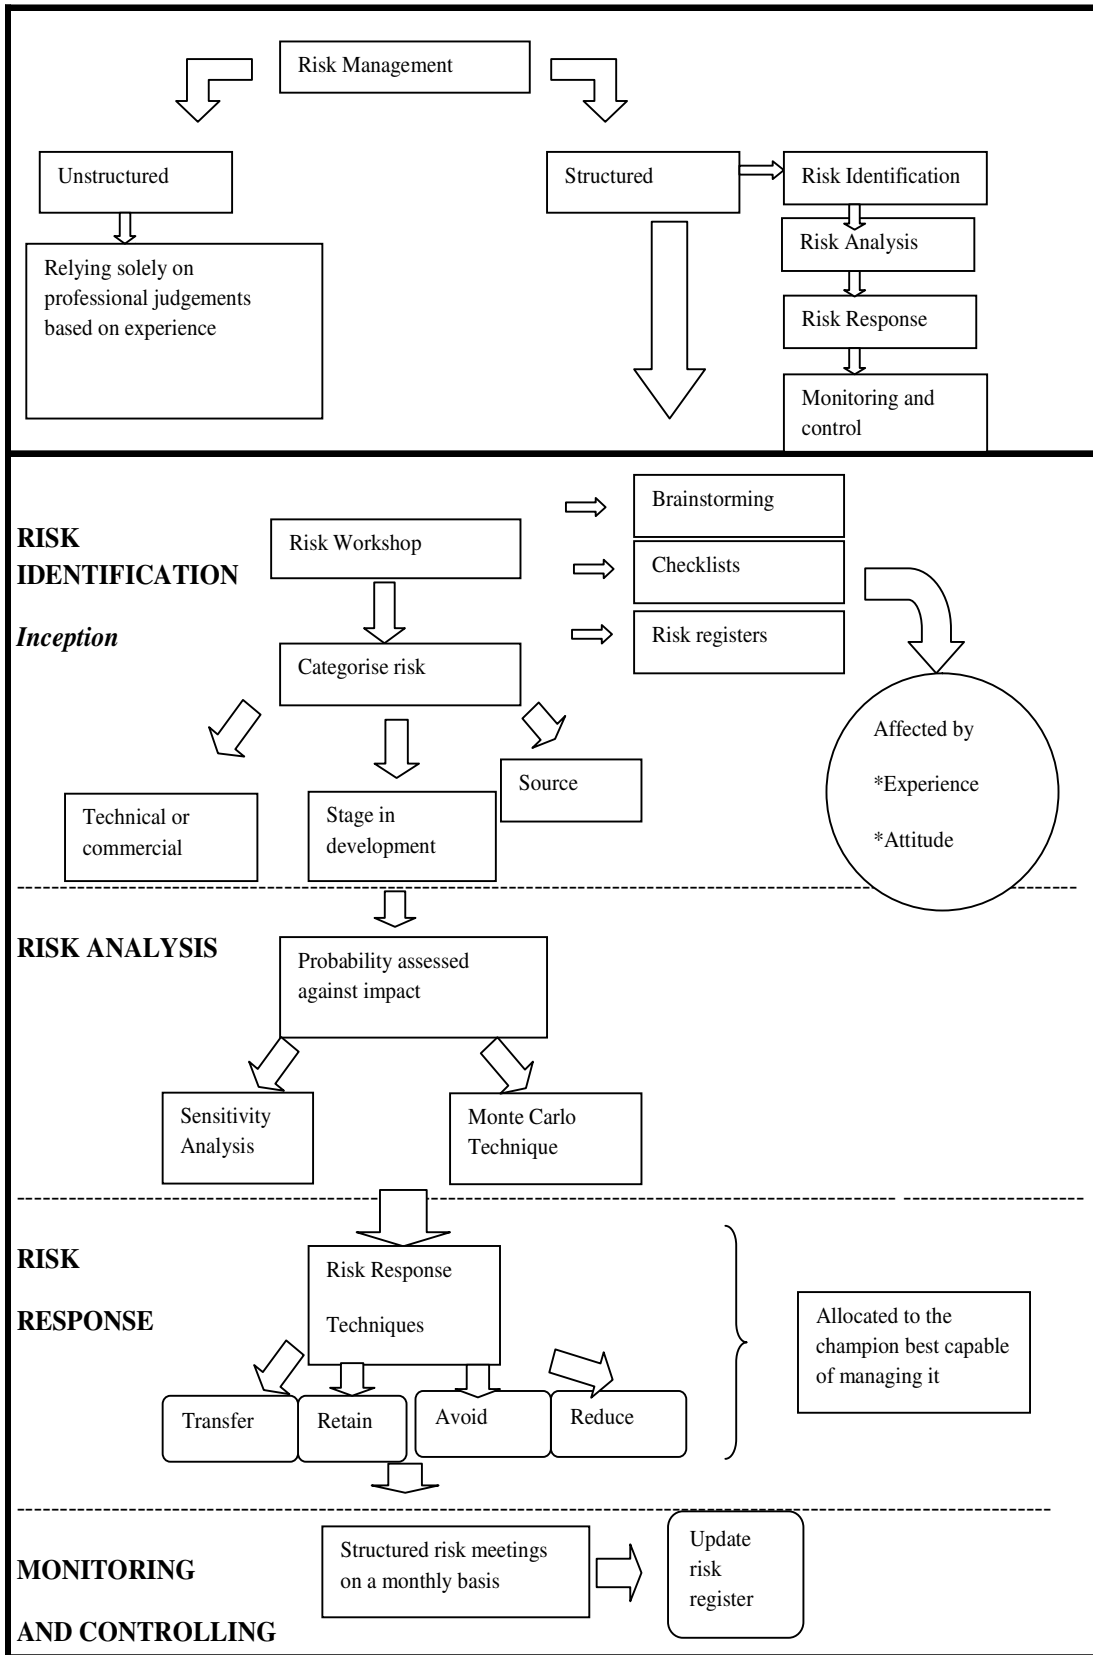 Risk Management
Unstructured
Structured
Risk Identification
Risk Analysis
Relying solely on
professional judgements
based on experience
Risk Response
Monitoring and
control
RISK
IDENTIFICATION
Inception
Risk Workshop
Brainstorming
Checklists
Risk registers
Categorise risk
Affected by
*Experience
*Attitude
Technical or
commercial
Stage in
development
Source
RISK ANALYSIS
Probability assessed
against impact
Sensitivity
Analysis
Monte Carlo
Technique
RISK
RESPONSE
Risk Response
Techniques
Allocated to the
champion best capable
of managing it
Transfer
Retain
Avoid
Reduce
MONITORING
AND CONTROLLING
Structured risk meetings
on a monthly basis
Update
risk
register